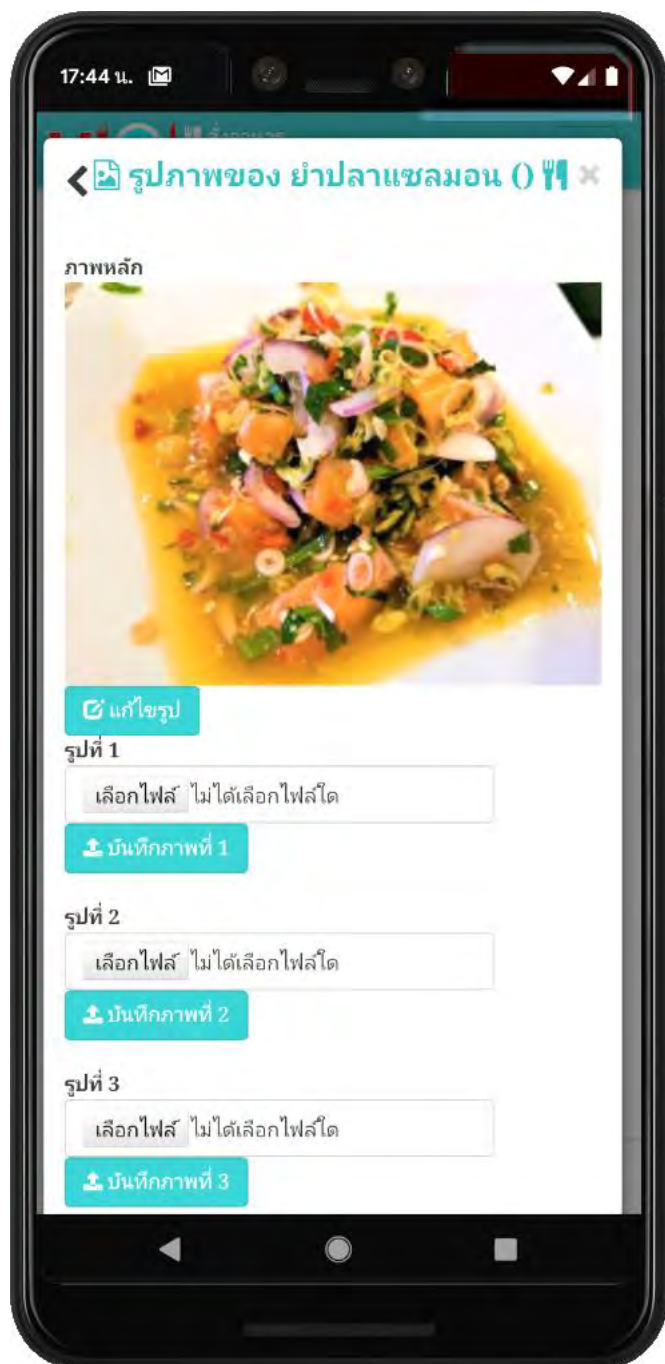 17:44 น.
สั่งอาหาร
รูปภาพของ ยำปลาแซลมอน ()
ภาพหลัก
แก้ไขรูป
รูปที่ 1
เลือกไฟล์ ไม่ได้เลือกไฟล์ใด
บันทึกภาพที่ 1
รูปที่ 2
เลือกไฟล์ ไม่ได้เลือกไฟล์ใด
บันทึกภาพที่ 2
รูปที่ 3
เลือกไฟล์ ไม่ได้เลือกไฟล์ใด
บันทึกภาพที่ 3